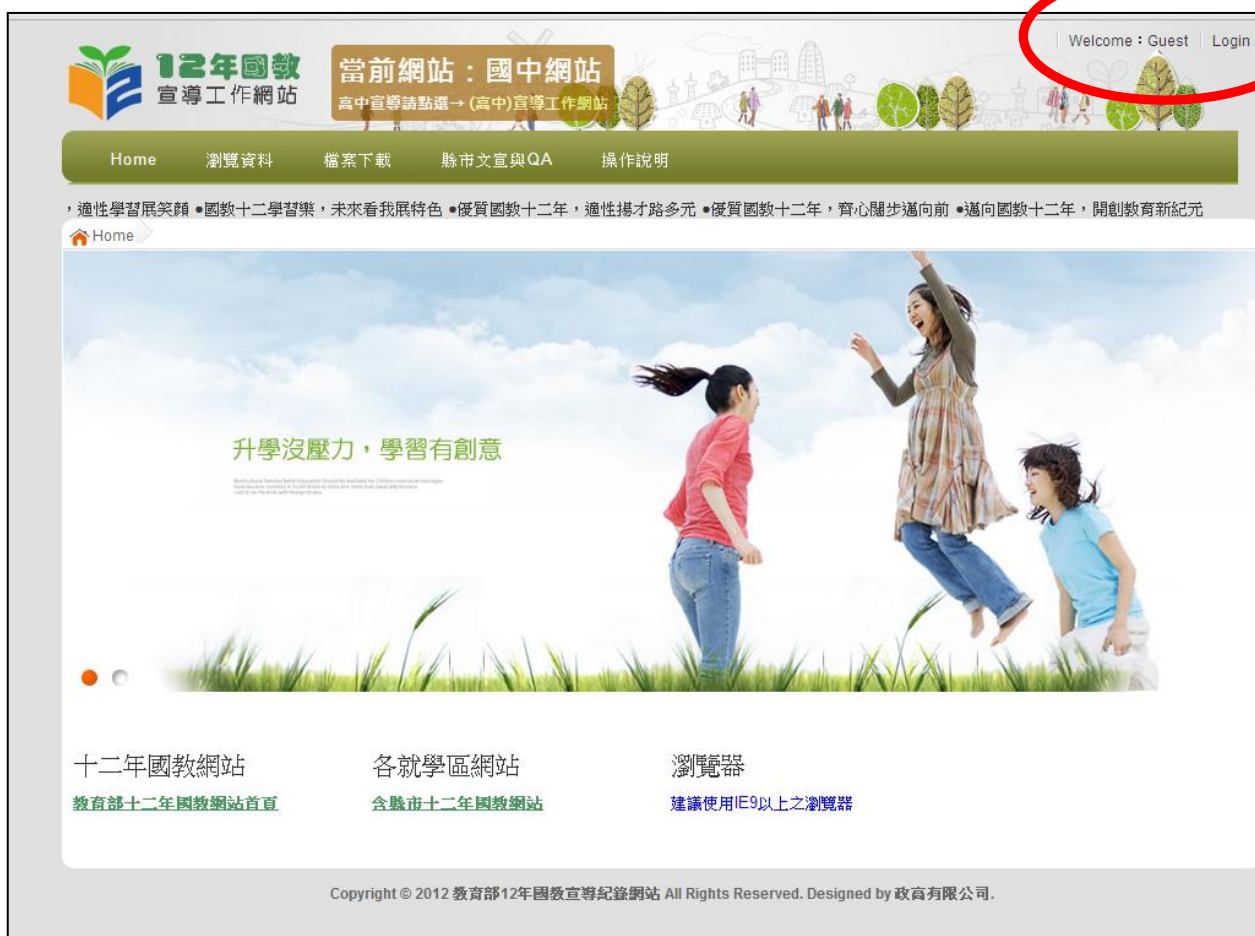 Welcome：Guest Login
12年國教
宣導工作網站
當前網站：國中網站
高中宣導請點選→(高中)宣導工作網站
Home 瀏覽資料 檔案下載 縣市文宣與QA 操作說明
，適性學習展笑顏 ●國教十二學習樂，未來看我展特色 ●優質國教十二年，適性揚才路多元 ●優質國教十二年，齊心闊步邁向前 ●邁向國教十二年，開創教育新紀元
Home
升學沒壓力，學習有創意
十二年國教網站 各就學區網站 瀏覽器
教育部十二年國教網站首頁 含縣市十二年國教網站 建議使用IE9以上之瀏覽器
Copyright © 2012 教育部12年國教宣導紀錄網站 All Rights Reserved. Designed by 政高有限公司.